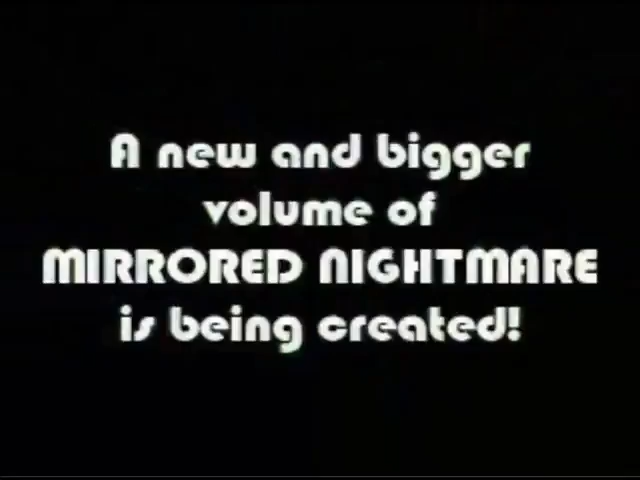 A new and bigger
volume of
MIRRORED NIGHTMARE
is being created!